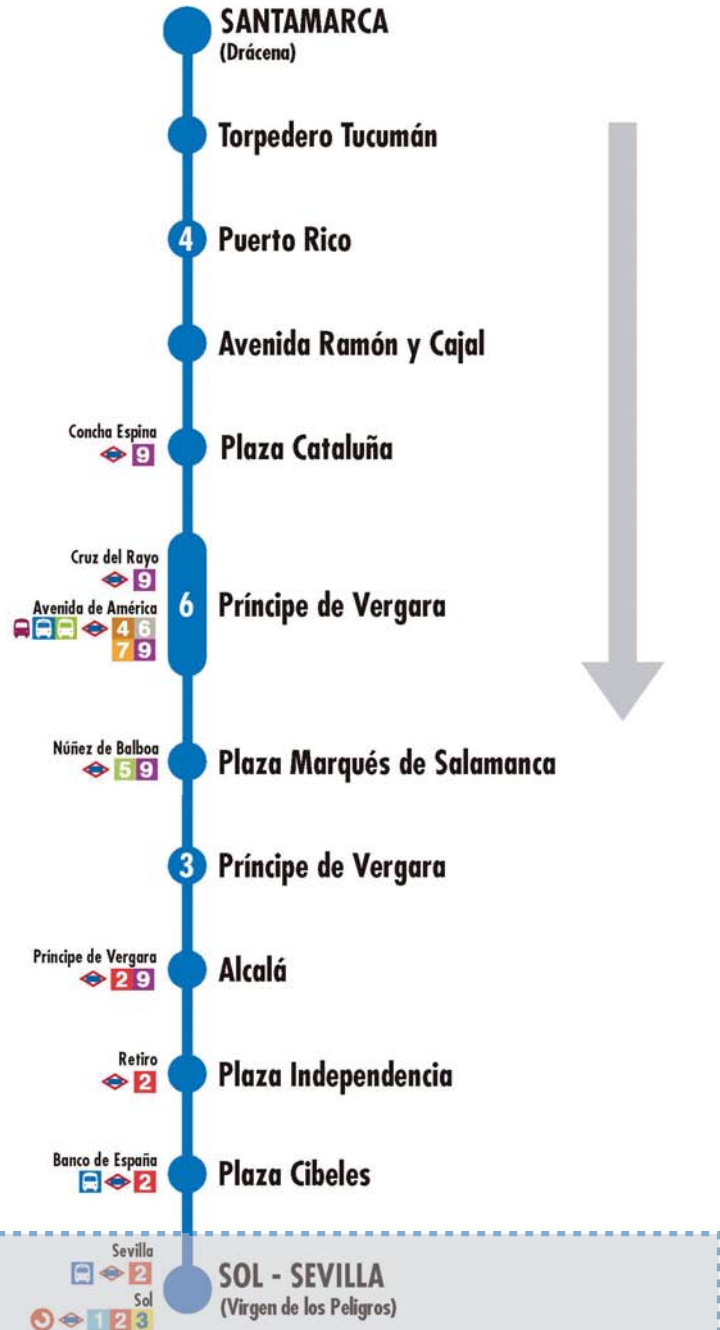 SANTAMARCA
(Drácena)
Torpedero Tucumán
4 Puerto Rico
Avenida Ramón y Cajal
Concha Espina
9
Plaza Cataluña
Cruz del Rayo
9
Avenida de América
4 6
7 9
6 Príncipe de Vergara
Núñez de Balboa
5 9
Plaza Marqués de Salamanca
3 Príncipe de Vergara
Príncipe de Vergara
2 9
Alcalá
Retiro
2
Plaza Independencia
Banco de España
2
Plaza Cibeles
Sevilla
2
Sol
1 2 3
SOL - SEVILLA
(Virgen de los Peligros)